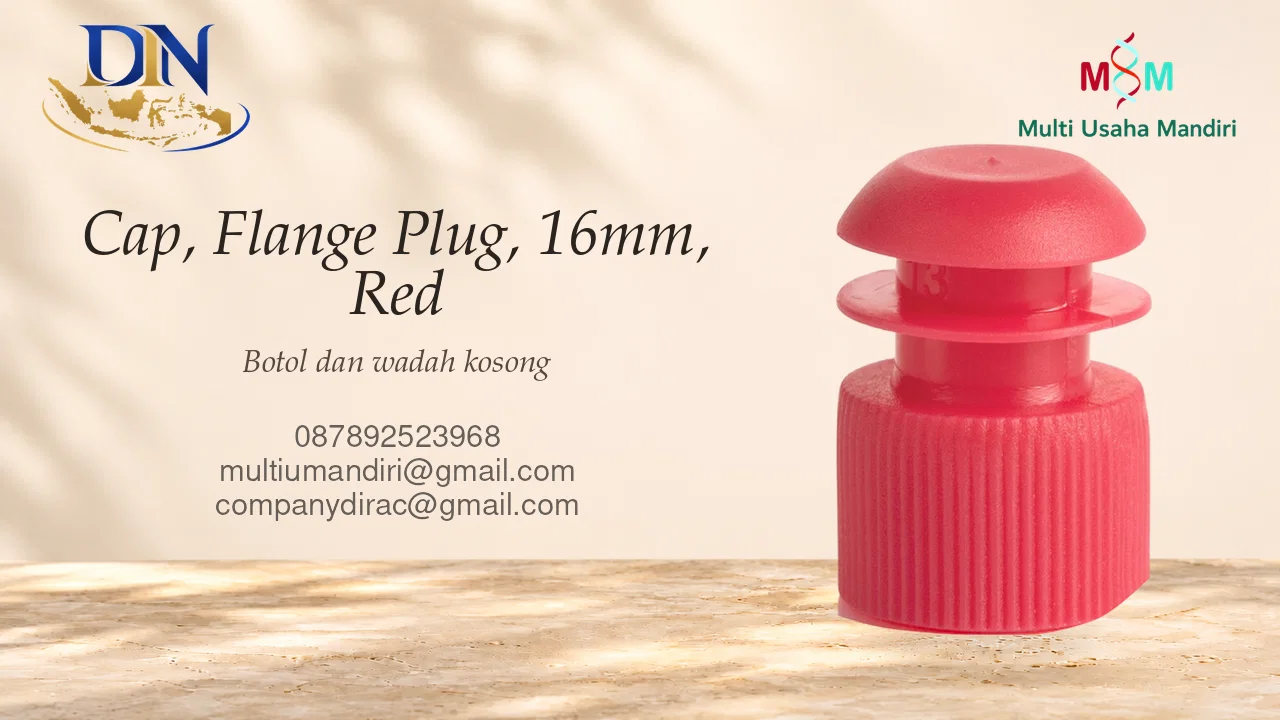 DIN
MSM
Multi Usaha Mandiri
Cap, Flange Plug, 16mm,
Red
Botol dan wadah kosong
087892523968
multiumandiri@gmail.com
companydirac@gmail.com